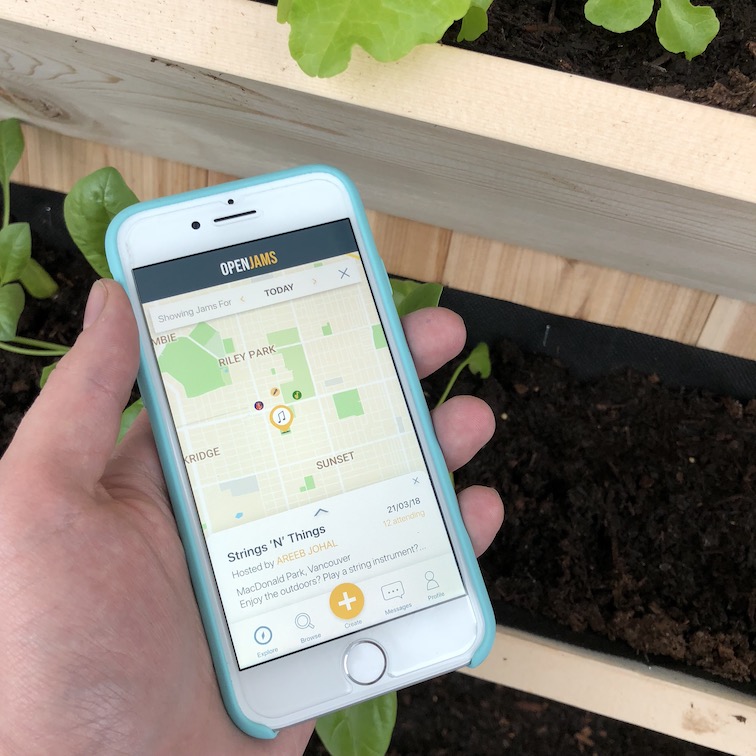 OPENJAMS
Showing Jams For < TODAY >
MBIE
RILEY PARK
KRIDGE
SUNSET
Strings 'N' Things
21/03/18
Hosted by AREEB JOHAL
12 attending
MacDonald Park, Vancouver
Enjoy the outdoors? Play a string instrument?...
Explore
Browse
Create
Messages
Profile